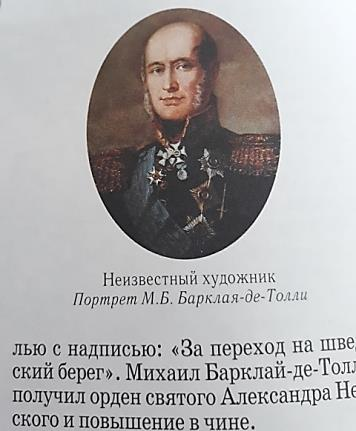 Неизвестный художник
Портрет М.Б. Барклая-де-Толли
лью с надписью: «За переход на швед
ский берег». Михаил Барклай-де-Толл
получил орден святого Александра Не
ского и повышение в чине.